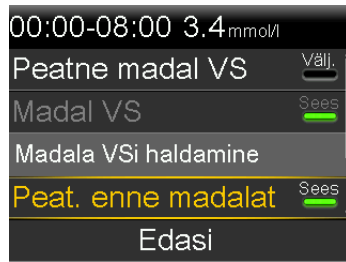 00:00-08:00 3.4mmol/l
Peatne madal VS Välj.
Madal VS Sees
Madala VSi haldamine
Peat. enne madalat Sees
Edasi